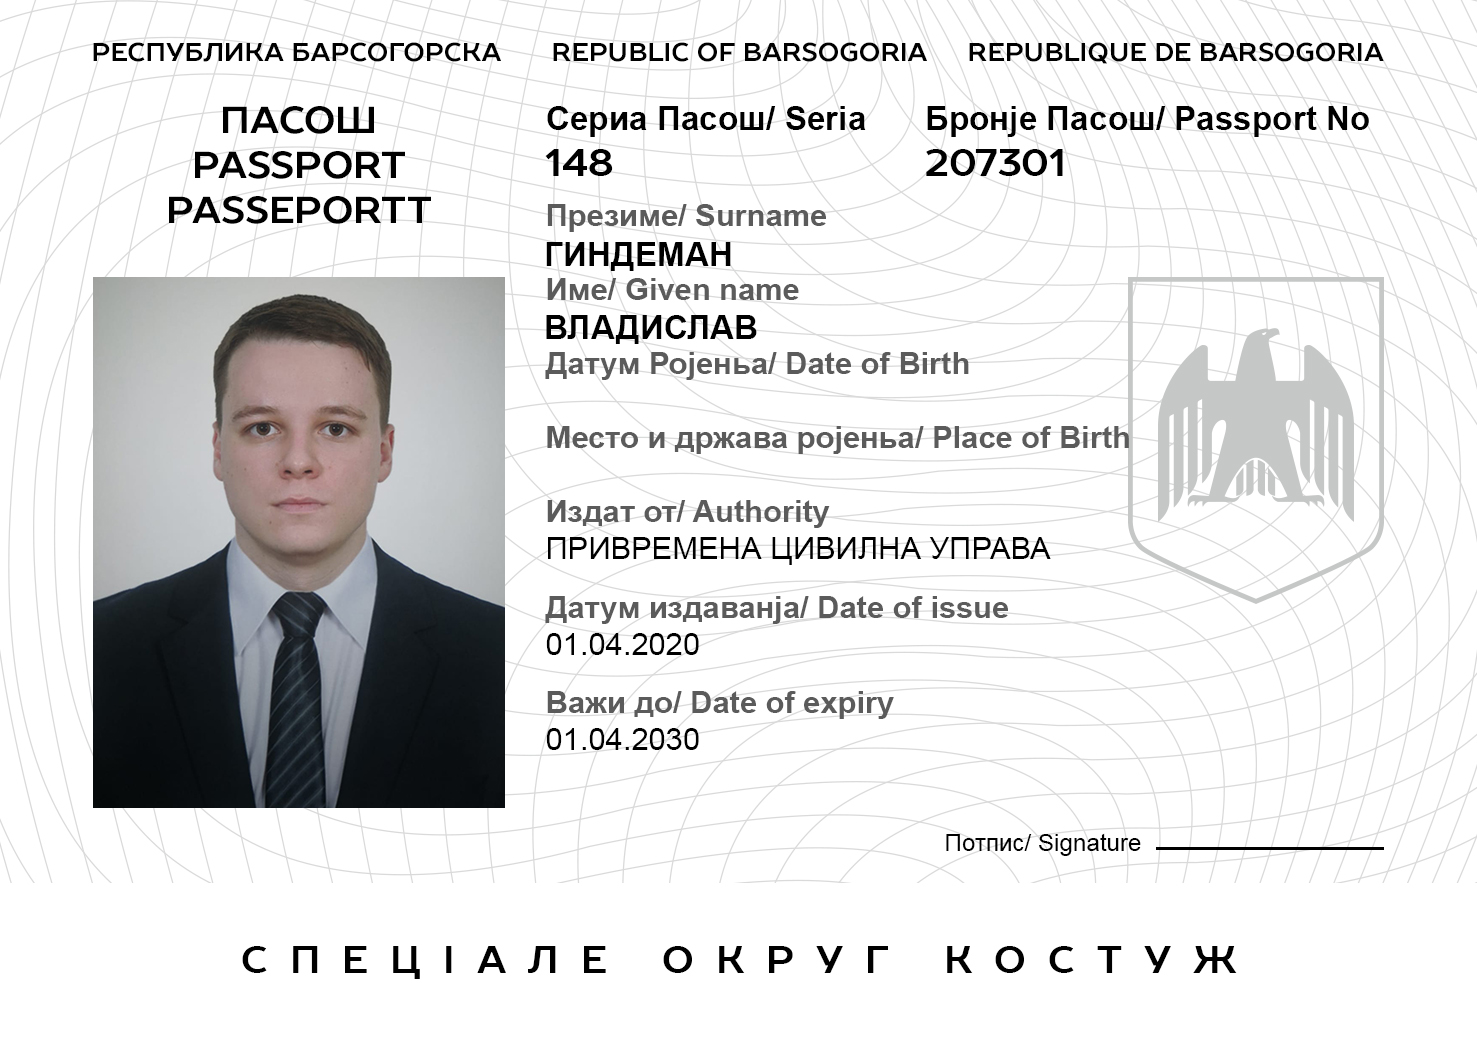 РЕСПУБЛИКА БАРСОГОРСКА REPUBLIC OF BARSOGORIA REPUBLIQUE DE BARSOGORIA
ПАСОШ
PASSPORT
PASSEPORTT
Сериа Пасош/ Seria
148
Бронје Пасош/ Passport No
207301
Презиме/ Surname
ГИНДЕМАН
Име/ Given name
ВЛАДИСЛАВ
ДатумРојеньа/ Date of Birth
Место и држава ројеньа/ Place of Birth
Издат от/ Authority
ПРИВРЕМЕНА ЦИВИЛНА УПРАВА
Датум издаванја/ Date of issue
01.04.2020
Важи до/ Date of expiry
01.04.2030
Потпис/ Signature
СПЕЦІАЛЕ ОКРУГ КОСТУЖ